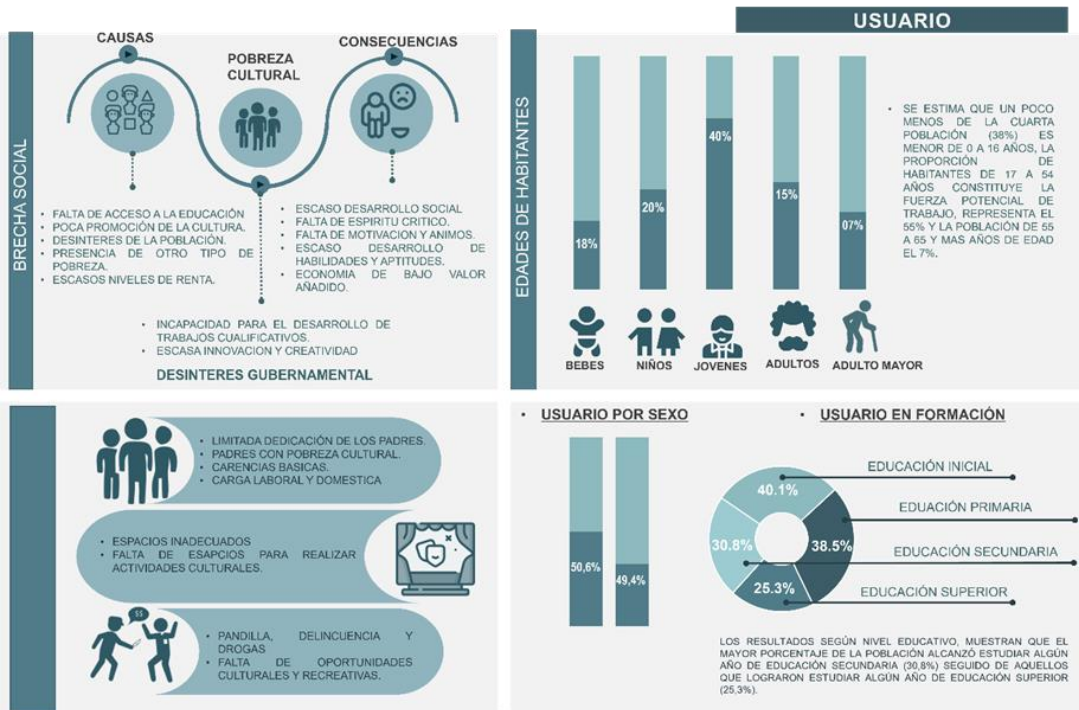 USUARIO
BRECHA SOCIAL
CAUSAS
POBREZA
CULTURAL
CONSECUENCIAS
• FALTA DE ACCESO A LA EDUCACIÓN
• POCA PROMOCIÓN DE LA CULTURA.
• DESINTERES DE LA POBLACIÓN.
• PRESENCIA DE OTRO TIPO DE
POBREZA.
• ESCASOS NIVELES DE RENTA.
• ESCASO DESARROLLO SOCIAL
• FALTA DE ESPIRITU CRITICO.
• FALTA DE MOTIVACION Y ANIMOS.
• ESCASO DESARROLLO DE
HABILIDADES Y APTITUDES.
• ECONOMIA DE BAJO VALOR
AÑADIDO.
• INCAPACIDAD PARA EL DESARROLLO DE
TRABAJOS CUALIFICATIVOS.
• ESCASA INNOVACION Y CREATIVIDAD
DESINTERES GUBERNAMENTAL
EDADES DE HABITANTES
18%
20%
40%
15%
07%
BEBES
NIÑOS
JOVENES
ADULTOS
ADULTO MAYOR
• SE ESTIMA QUE UN POCO
MENOS DE LA CUARTA
POBLACIÓN (38%) ES
MENOR DE 0 A 16 AÑOS, LA
PROPORCIÓN DE
HABITANTES DE 17 A 54
AÑOS CONSTITUYE LA
FUERZA POTENCIAL DE
TRABAJO, REPRESENTA EL
55% Y LA POBLACIÓN DE 55
A 65 Y MAS AÑOS DE EDAD
EL 7%.
• LIMITADA DEDICACIÓN DE LOS PADRES.
• PADRES CON POBREZA CULTURAL.
• CARENCIAS BASICAS.
• CARGA LABORAL Y DOMESTICA
• ESPACIOS INADECUADOS
• FALTA DE ESAPCIOS PARA REALIZAR
ACTIVIDADES CULTURALES.
$$
• PANDILLA, DELINCUENCIA Y
DROGAS
• FALTA DE OPORTUNIDADES
CULTURALES Y RECREATIVAS.
• USUARIO POR SEXO
50,6%
49,4%
• USUARIO EN FORMACIÓN
40.1%
38.5%
30.8%
25.3%
EDUCACIÓN INICIAL
EDUACIÓN PRIMARIA
EDUCACIÓN SECUNDARIA
EDUCACIÓN SUPERIOR
LOS RESULTADOS SEGÚN NIVEL EDUCATIVO, MUESTRAN QUE EL
MAYOR PORCENTAJE DE LA POBLACIÓN ALCANZÓ ESTUDIAR ALGÚN
AÑO DE EDUCACIÓN SECUNDARIA (30,8%) SEGUIDO DE AQUELLOS
QUE LOGRARON ESTUDIAR ALGÚN AÑO DE EDUCACIÓN SUPERIOR
(25,3%).